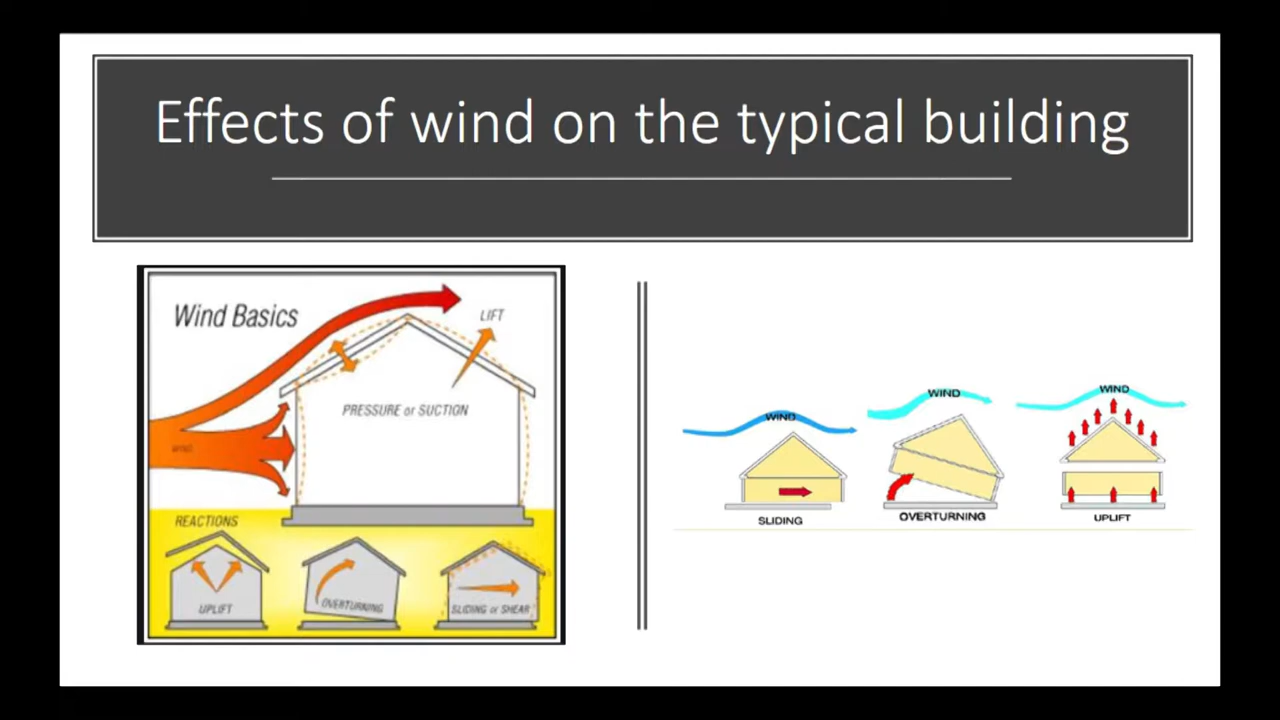 Effects of wind on the typical building
Wind Basics
LIFT
PRESSURE or SUCTION
WIND
REACTIONS
UPLIFT
OVERTURNING
SLIDING or SHEAR
WIND
SLIDING
WIND
OVERTURNING
WIND
UPLIFT